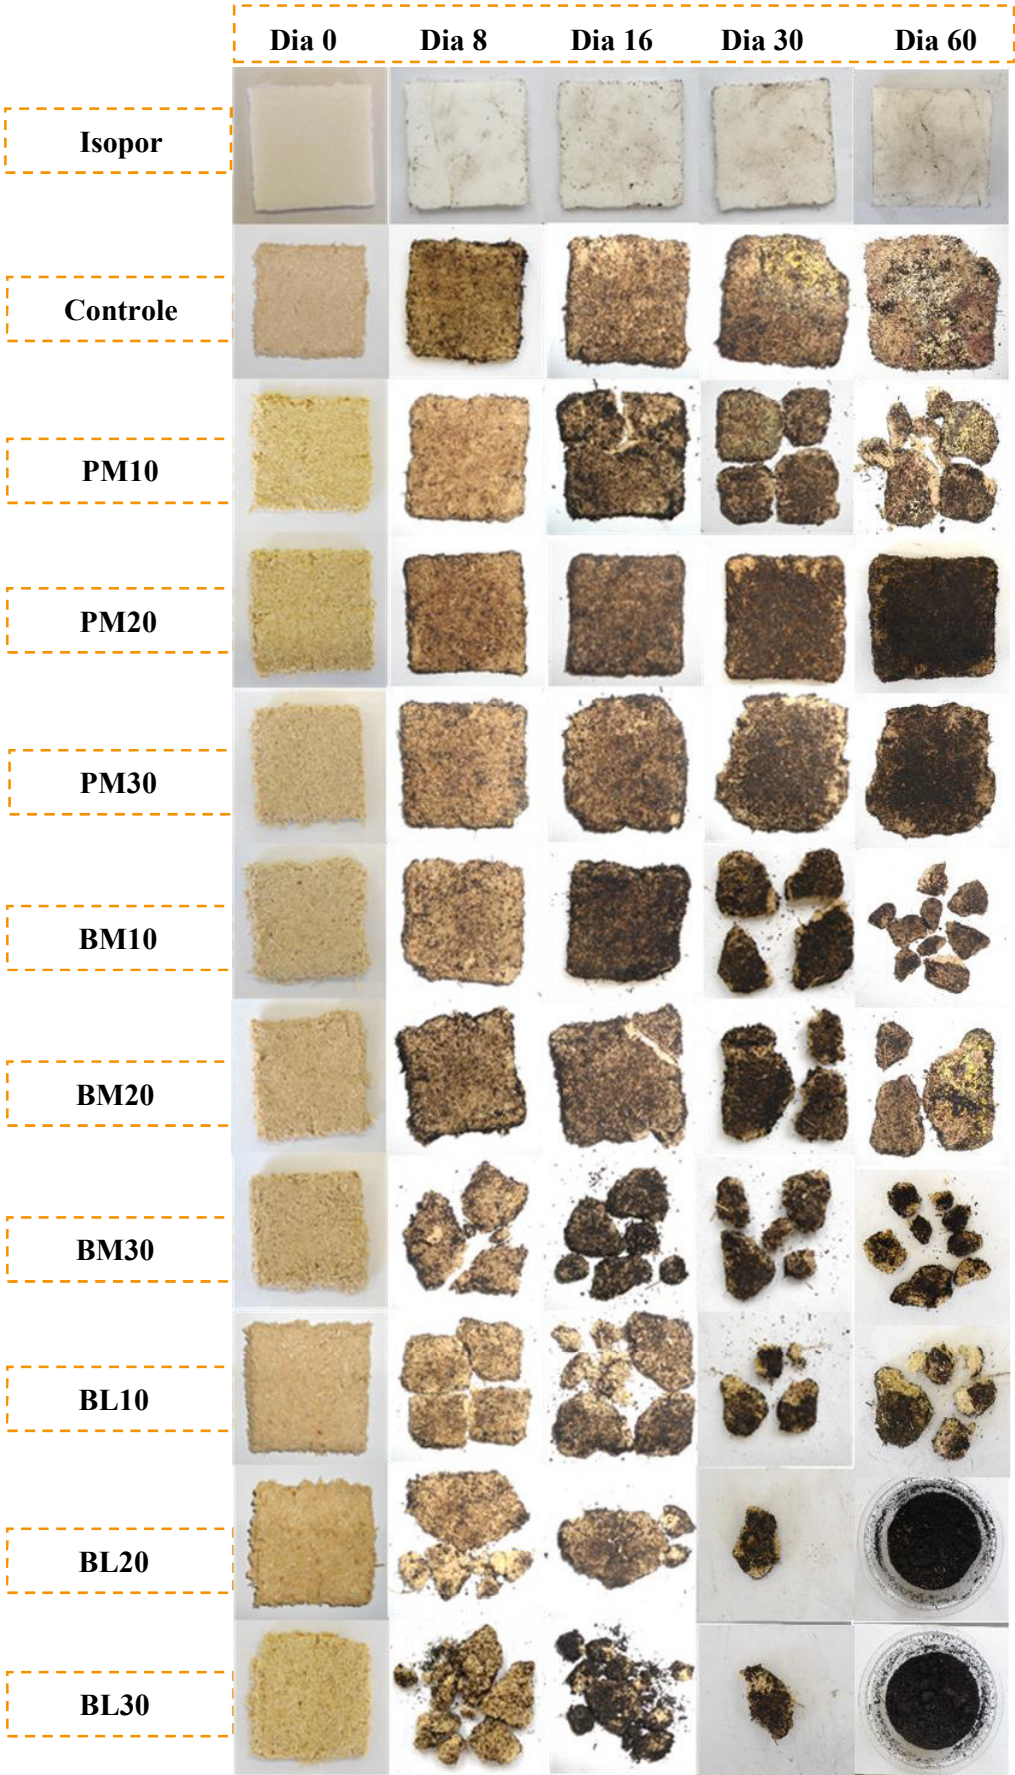 Dia 0 Dia 8 Dia 16 Dia 30 Dia 60
Isopor
Controle
PM10
PM20
PM30
BM10
BM20
BM30
BL10
BL20
BL30